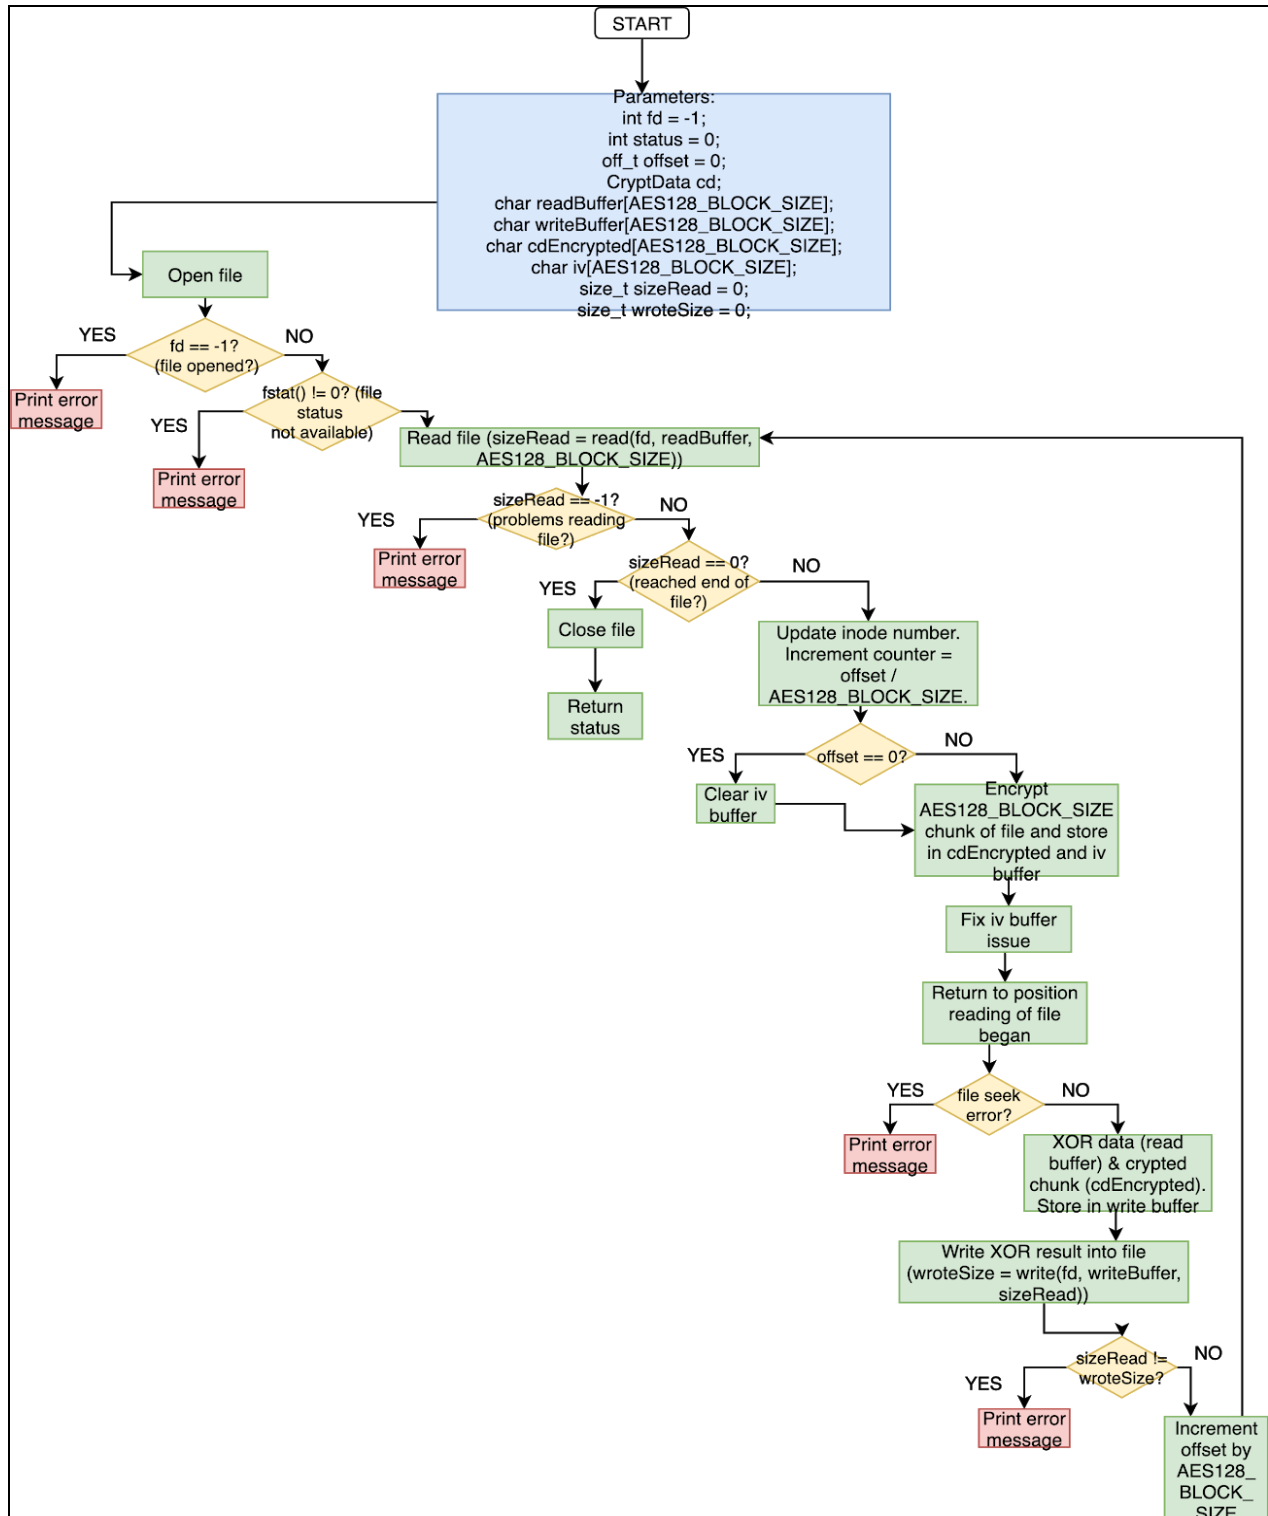 START
Parameters:
int fd = -1;
int status = 0;
off_t offset = 0;
CryptData cd;
char readBuffer[AES128_BLOCK_SIZE];
char writeBuffer[AES128_BLOCK_SIZE];
char cdEncrypted[AES128_BLOCK_SIZE];
char iv[AES128_BLOCK_SIZE];
size_t sizeRead = 0;
size_t wroteSize = 0;
Open file
YES
fd == -1?
(file opened?)
NO
Print error
message
YES
fstat() != 0? (file
status
not available)
Print error
message
Read file (sizeRead = read(fd, readBuffer,
AES128_BLOCK_SIZE))
YES
sizeRead == -1?
(problems reading
file?)
NO
Print error
message
YES
sizeRead == 0?
(reached end of
file?)
NO
Close file
Return
status
Update inode number.
Increment counter =
offset /
AES128_BLOCK_SIZE.
YES
offset == 0?
NO
Clear iv
buffer
Encrypt
AES128_BLOCK_SIZE
chunk of file and store
in cdEncrypted and iv
buffer
Fix iv buffer
issue
Return to position
reading of file
began
YES
file seek
error?
NO
Print error
message
XOR data (read
buffer) & crypted
chunk (cdEncrypted).
Store in write buffer
Write XOR result into file
(wroteSize = write(fd, writeBuffer,
sizeRead))
YES
sizeRead !=
wroteSize?
NO
Print error
message
Increment
offset by
AES128_
BLOCK_
SIZE